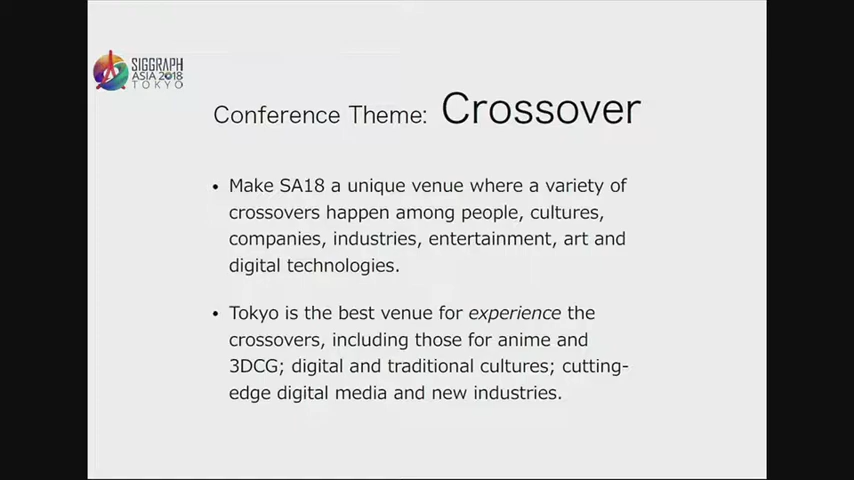 SIGGRAPH
ASIA 2018
TOKYO
Conference Theme: Crossover
• Make SA18 a unique venue where a variety of
crossovers happen among people, cultures,
companies, industries, entertainment, art and
digital technologies.
• Tokyo is the best venue for experience the
crossovers, including those for anime and
3DCG; digital and traditional cultures; cutting-
edge digital media and new industries.